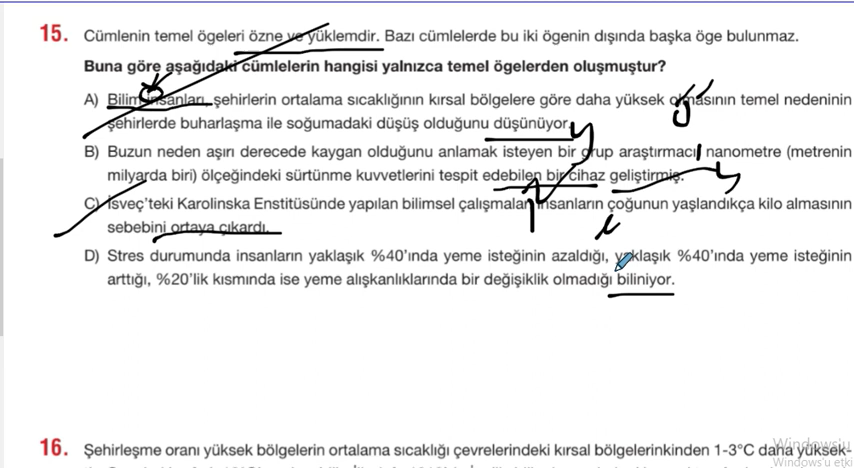 15. Cümlenin temel ögeleri özne ve yüklemdir. Bazı cümlelerde bu iki ögenin dışında başka öge bulunmaz.
Buna göre aşağıdaki cümlelerin hangisi yalnızca temel ögelerden oluşmuştur?
A) Bilim insanları şehirlerin ortalama sıcaklığının kırsal bölgelere göre daha yüksek olmasının temel nedeninin
şehirlerde buharlaşma ile soğumadaki düşüş olduğunu düşünüyor.
B) Buzun neden aşırı derecede kaygan olduğunu anlamak isteyen bir grup araştırmacı nanometre (metrenin
milyarda biri) ölçeğindeki sürtünme kuvvetlerini tespit edebilen bir cihaz geliştirmiş.
C) İsveç'teki Karolinska Enstitüsünde yapılan bilimsel çalışmalar insanların çoğunun yaşlandıkça kilo almasının
sebebini ortaya çıkardı.
D) Stres durumunda insanların yaklaşık %40'ında yeme isteğinin azaldığı, yaklaşık %40'ında yeme isteğinin
arttığı, %20'lik kısmında ise yeme alışkanlıklarında bir değişiklik olmadığı biliniyor.
16. Şehirleşme oranı yüksek bölgelerin ortalama sıcaklığı çevrelerindeki kırsal bölgelerinkinden 1-3°C daha yüksek-
Windows'u
Windows'u etki